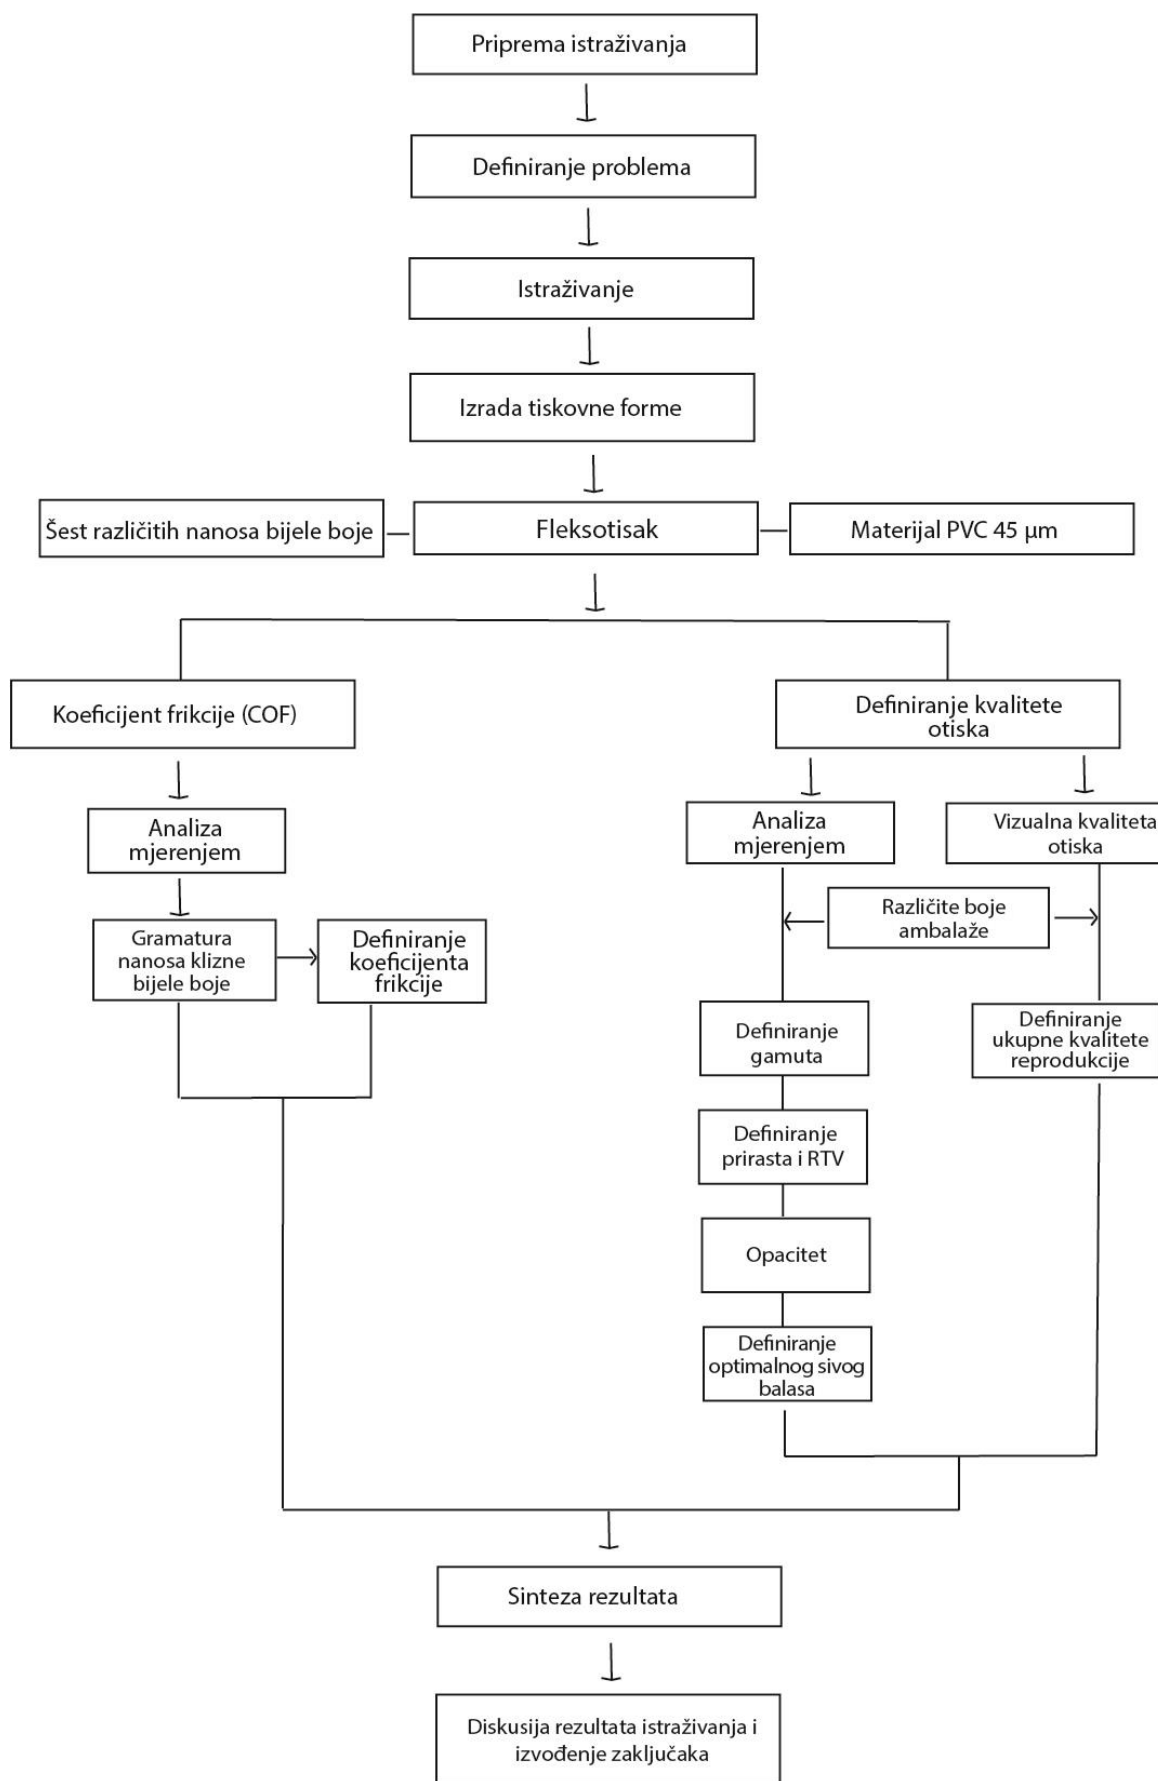 Priprema istraživanja
Definiranje problema
Istraživanje
Izrada tiskovne forme
Šest različitih nanosa bijele boje
Fleksotisak
Materijal PVC 45 µm
Koeficijent frikcije (COF)
Definiranje kvalitete
otiska
Analiza
mjerenjem
Analiza
mjerenjem
Vizualna kvaliteta
otiska
Različite boje
ambalaže
Gramatura
nanosa klizne
bijele boje
Definiranje
koeficijenta
frikcije
Definiranje
gamuta
Definiranje
ukupne kvalitete
reprodukcije
Definiranje
prirasta i RTV
Opacitet
Definiranje
optimalnog sivog
balasa
Sinteza rezultata
Diskusija rezultata istraživanja i
izvođenje zaključaka